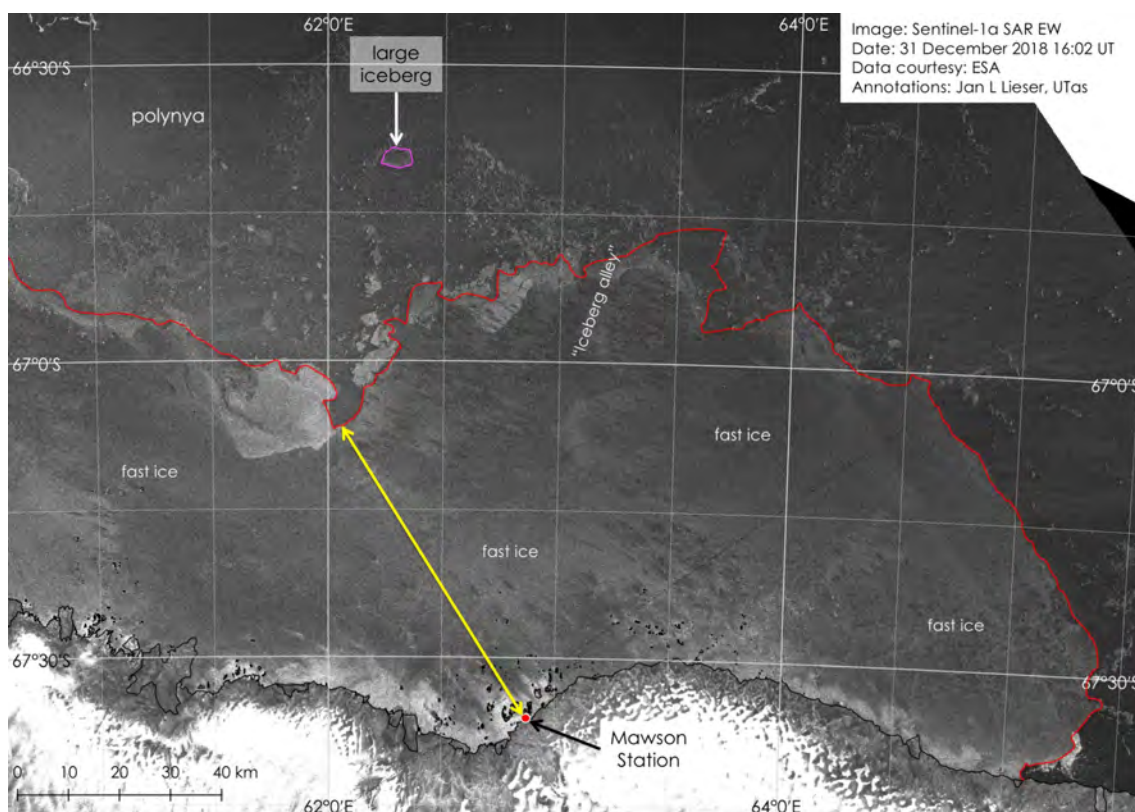 62°0'E
64°0'E
Image: Sentinel-1a SAR EW
Date: 31 December 2018 16:02 UT
Data courtesy: ESA
Annotations: Jan L Lieser, UTas
large
iceberg
66°30'S
polynya
"Iceberg alley"
67°0'S
67°0'S
fast ice
fast ice
fast ice
fast ice
67°30'S
67°30'S
Mawson
Station
0 10 20 30 40 km
62°0'E
64°0'E